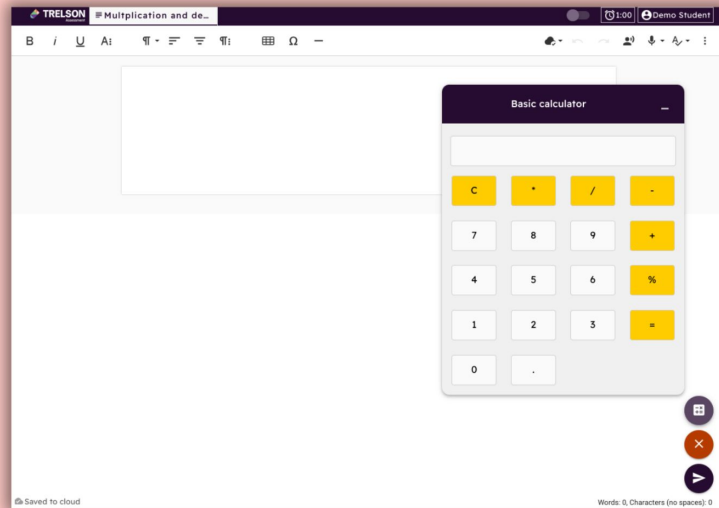 TRELSON Multplication and de... 1:00 Demo Student
Assessment
B i U A
Ω
Basic calculator
C * / -
7 8 9 +
4 5 6 %
1 2 3 =
0 .
Saved to cloud
Words: 0, Characters (no spaces): 0